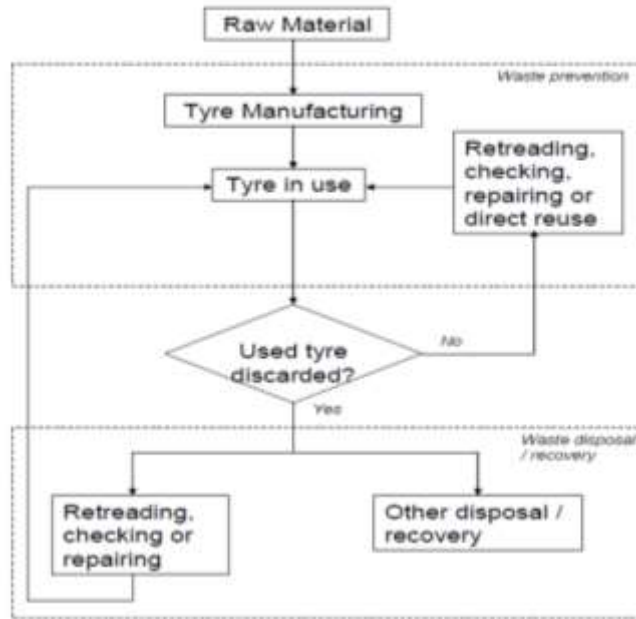 Raw Material
Waste prevention
Tyre Manufacturing
Retreading,
checking,
repairing or
direct reuse
Tyre in use
Used tyre
discarded?
No
Yes
Waste disposal
/ recovery
Retreading,
checking or
repairing
Other disposal /
recovery